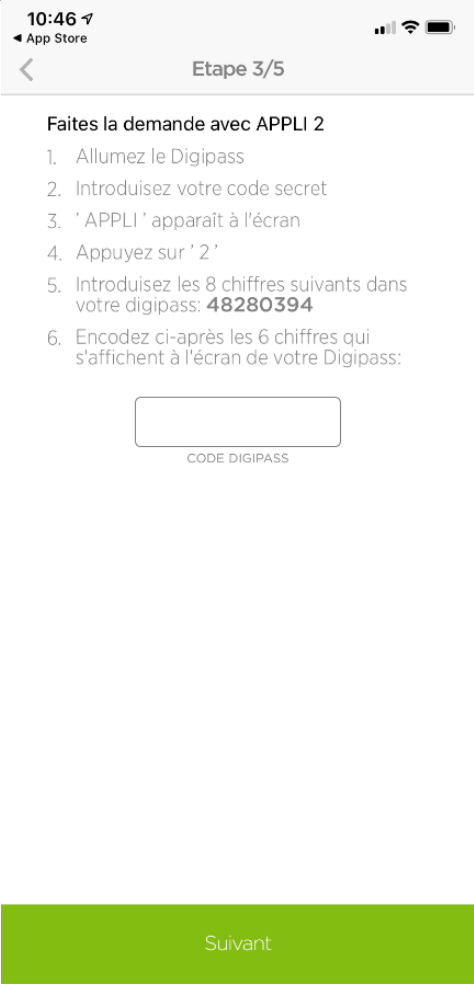 10:46
◀ App Store
Etape 3/5
Faites la demande avec APPLI 2
1. Allumez le Digipass
2. Introduisez votre code secret
3. ' APPLI ' apparaît à l'écran
4. Appuyez sur ' 2 '
5. Introduisez les 8 chiffres suivants dans
votre digipass: 48280394
6. Encodez ci-après les 6 chiffres qui
s'affichent à l'écran de votre Digipass:
CODE DIGIPASS
Suivant